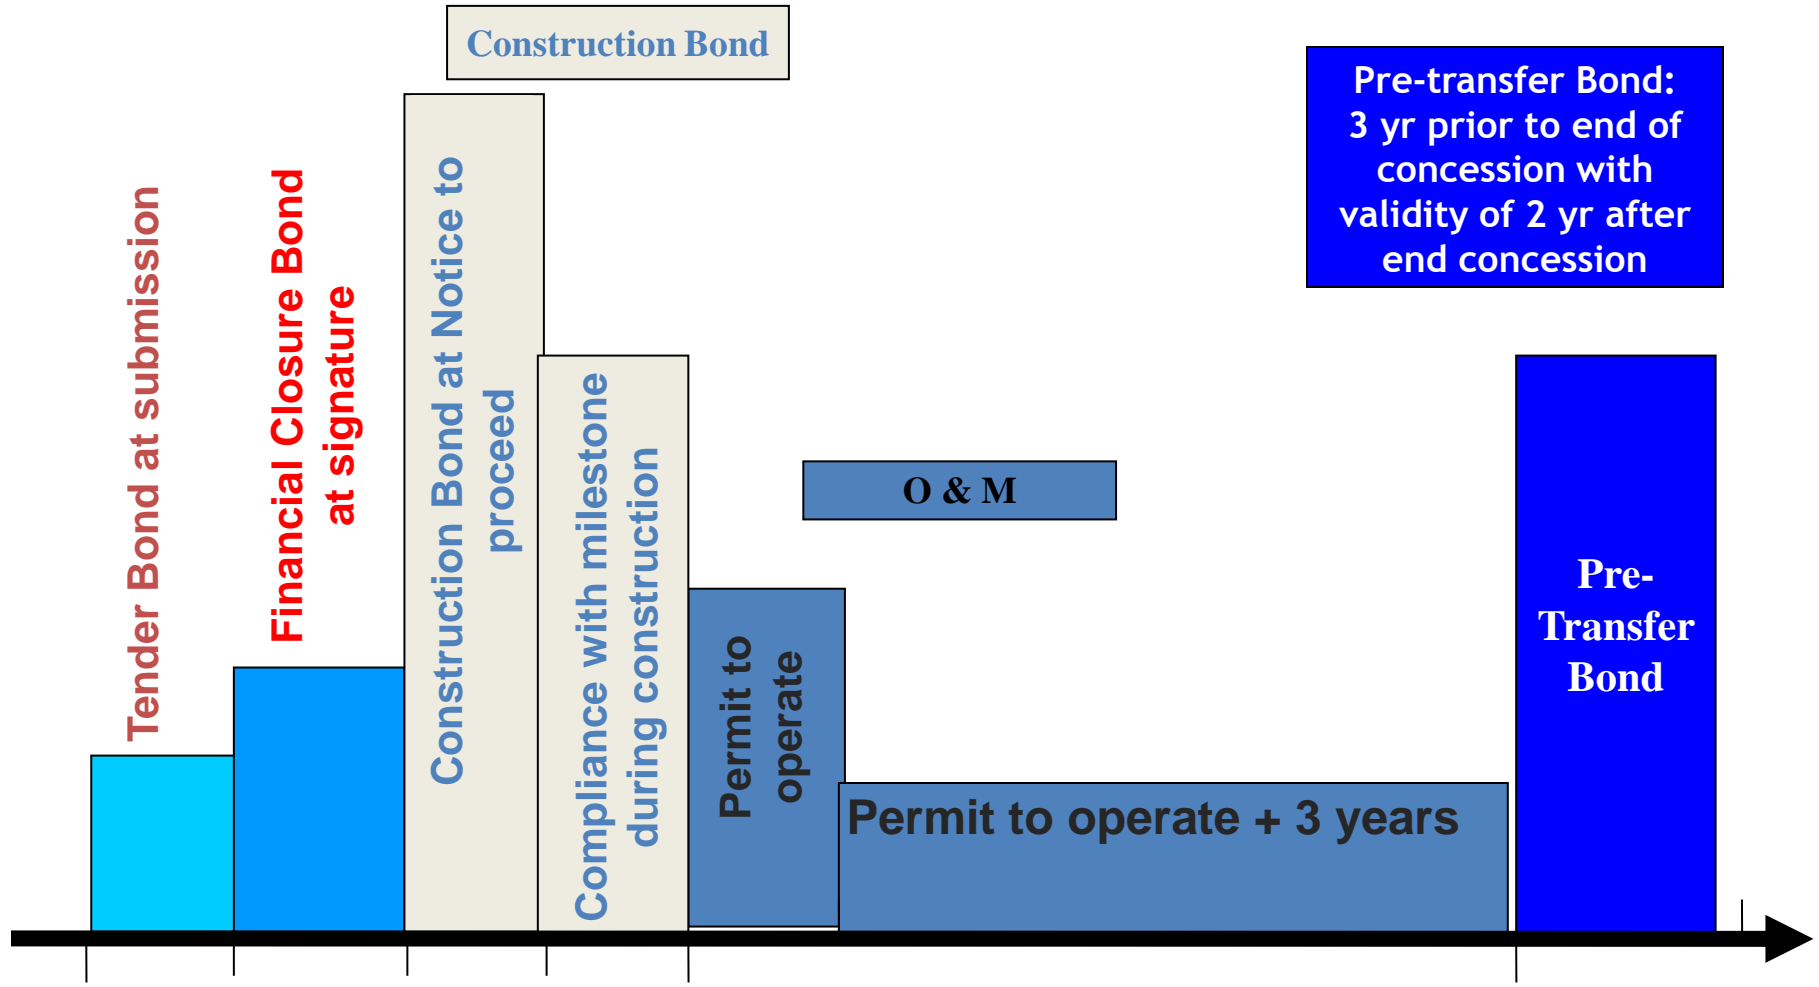 Construction Bond
Pre-transfer Bond:
3 yr prior to end of
concession with
validity of 2 yr after
end concession
Tender Bond at submission
Financial Closure Bond
at signature
Construction Bond at Notice to
proceed
Compliance with milestone
during construction
O & M
Permit to
operate
Permit to operate + 3 years
Pre-
Transfer
Bond